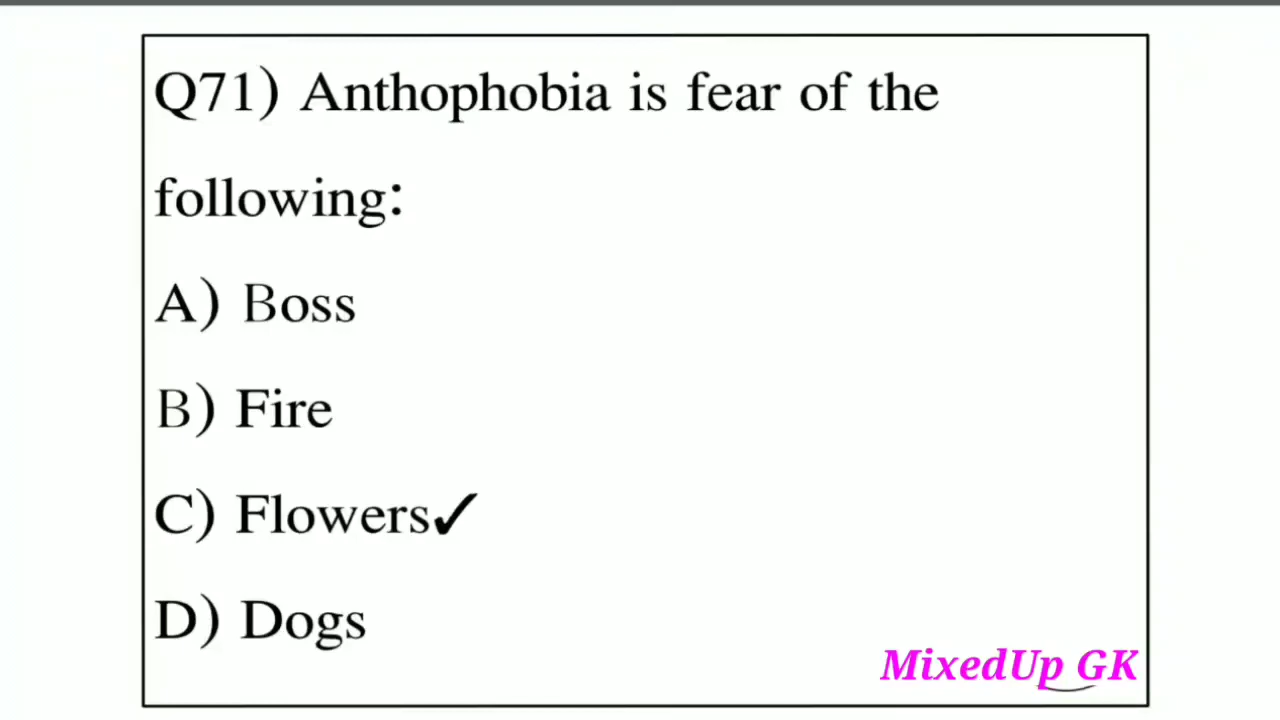 Q71) Anthophobia is fear of the
following:
A) Boss
B) Fire
C) Flowers✓
D) Dogs
MixedUp GK